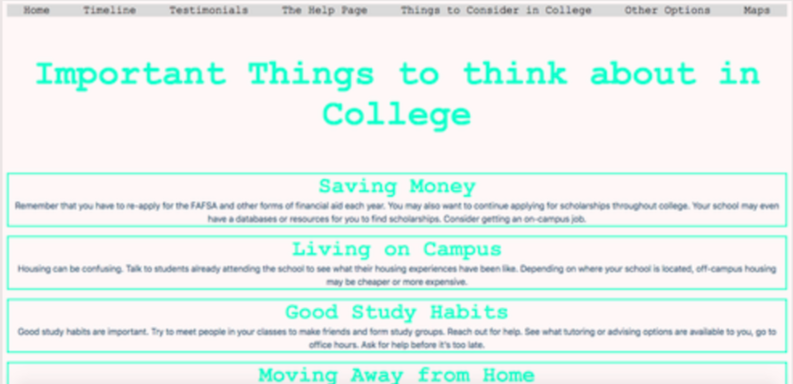 Home Timeline Testimonials The Help Page Things to Consider in College Other Options Maps
Important Things to think about in
College
Saving Money
Remember that you have to re-apply for the FAFSA and other forms of financial aid each year. You may also want to continue applying for scholarships throughout college. Your school may even
have a databases or resources for you to find scholarships. Consider getting an on-campus job.
Living on Campus
Housing can be confusing. Talk to students already attending the school to see what their housing experiences have been like. Depending on where your school is located, off-campus housing
may be cheaper or more expensive.
Good Study Habits
Good study habits are important. Try to meet people in your classes to make friends and form study groups. Reach out for help. See what tutoring or advising options are available to you, go to
office hours. Ask for help before it's too late.
Moving Away from Home